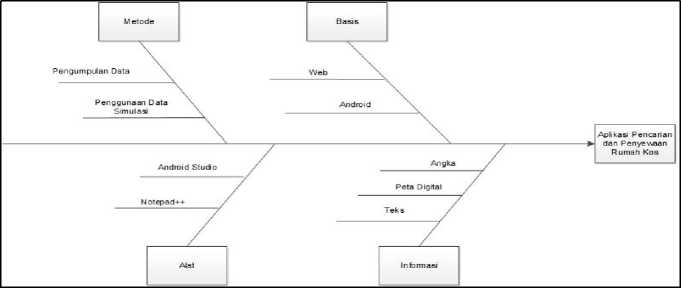 Metode
Basis
Pengumpulan Data
Penggunaan Data
Simulasi
Web
Android
Aplikasi Pencarian
dan Penyewaan
Rumah Kos
Android Studio
Notepad++
Angka
Peta Digital
Teks
Alat
Informasi